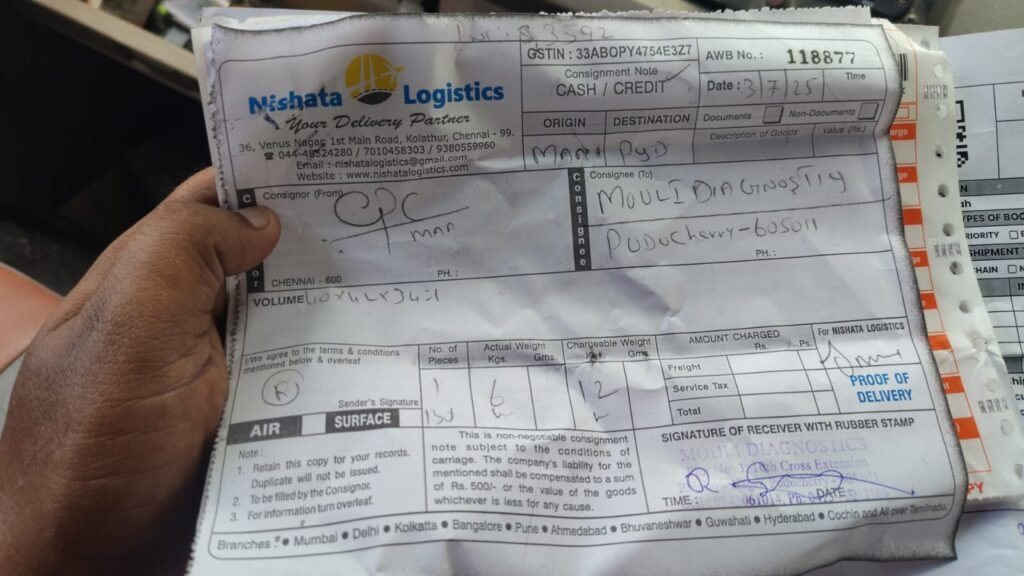 83592
Nishata Logistics
Your Delivery Partner
36, Venus Nagar 1st Main Road, Kolathur, Chennai - 99.
044-48524280 / 7010458303 / 9380559960
Email : nishatalogistics@gmail.com
Website : www.nishatalogistics.com
GSTIN : 33ABOPY4754E3Z7
Consignment Note
CASH / CREDIT
AWB No. : 118877
Date : 3/7/25
Time
Documents
Non-Documents
ORIGIN
DESTINATION
Description of Goods
Value (Rs.)
MAA PYD
Consignor (From)
CPC
MAA
CHENNAI - 600
PH. :
Consignee
Consignee (To)
MOULI DIAGNOSTIC
PUDUCHERRY-605011
PH. :
VOLUME 40x42x34:1
I/We agree to the terms & conditions
mentioned below & overleaf
Sender's Signature
AIR
SURFACE
No. of
Pieces
1
Actual Weight
Kgs. Gms.
6
Chargeable Weight
Kgs. Gms.
12
AMOUNT CHARGED
Rs. Ps.
Freight
Service Tax
Total
For NISHATA LOGISTICS
PROOF OF
DELIVERY
Note :
1. Retain this copy for your records.
Duplicate will not be issued.
2. To be filled by the Consignor.
3. For information turn overleaf.
This is non-negotiable consignment
note subject to the conditions of
carriage. The company's liability for the
mentioned shall be compensated to a sum
of Rs. 500/- or the value of the goods
whichever is less for any cause.
SIGNATURE OF RECEIVER WITH RUBBER STAMP
MOULI DIAGNOSTICS
Cross Extension
TIME :
DATE :
Branches : ● Mumbai ● Delhi ● Kolkatta ● Bangalore ● Pune ● Ahmedabad ● Bhuvaneshwar ● Guwahati ● Hyderabad ● Cochin and All over Tamilnadu.